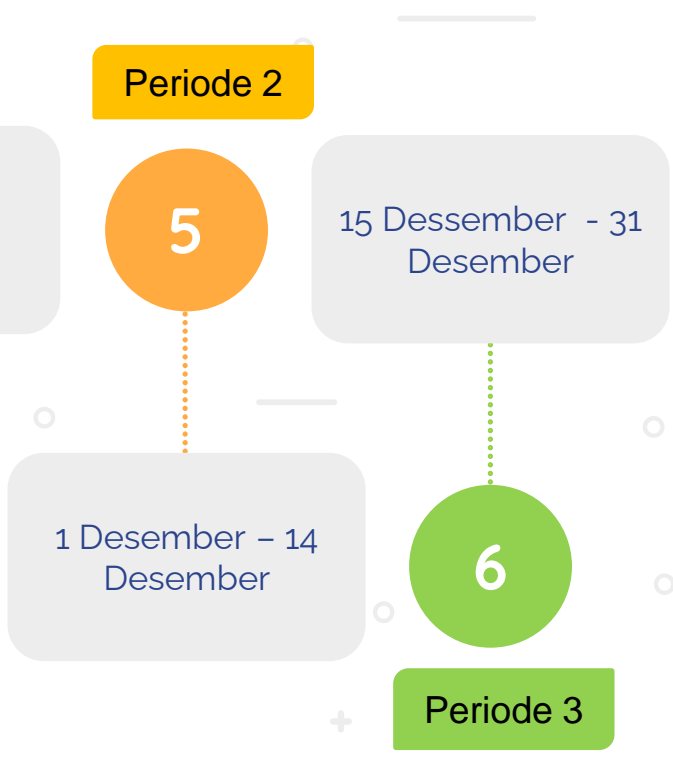 Periode 2
5
1 Desember – 14
Desember
15 Dessember  - 31
Desember
6
Periode 3